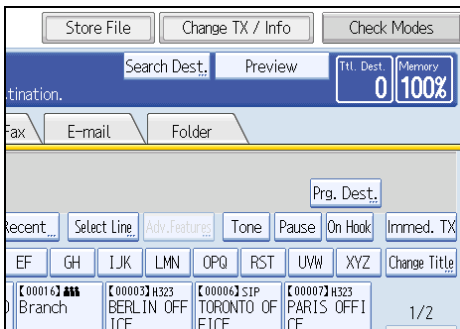 Store File Change TX / Info Check Modes
Search Dest. Preview Ttl. Dest. Memory
tination. 0 100%
Fax E-mail Folder
Prg. Dest.
Recent Select Line Adv.Features Tone Pause On Hook Immed. TX
EF GH IJK LMN OPQ RST UVW XYZ Change Title
[00016] [00003] H323 [00006] SIP [00007] H323
Branch BERLIN OFF TORONTO OF PARIS OFFI 1/2
ICE FICE CE